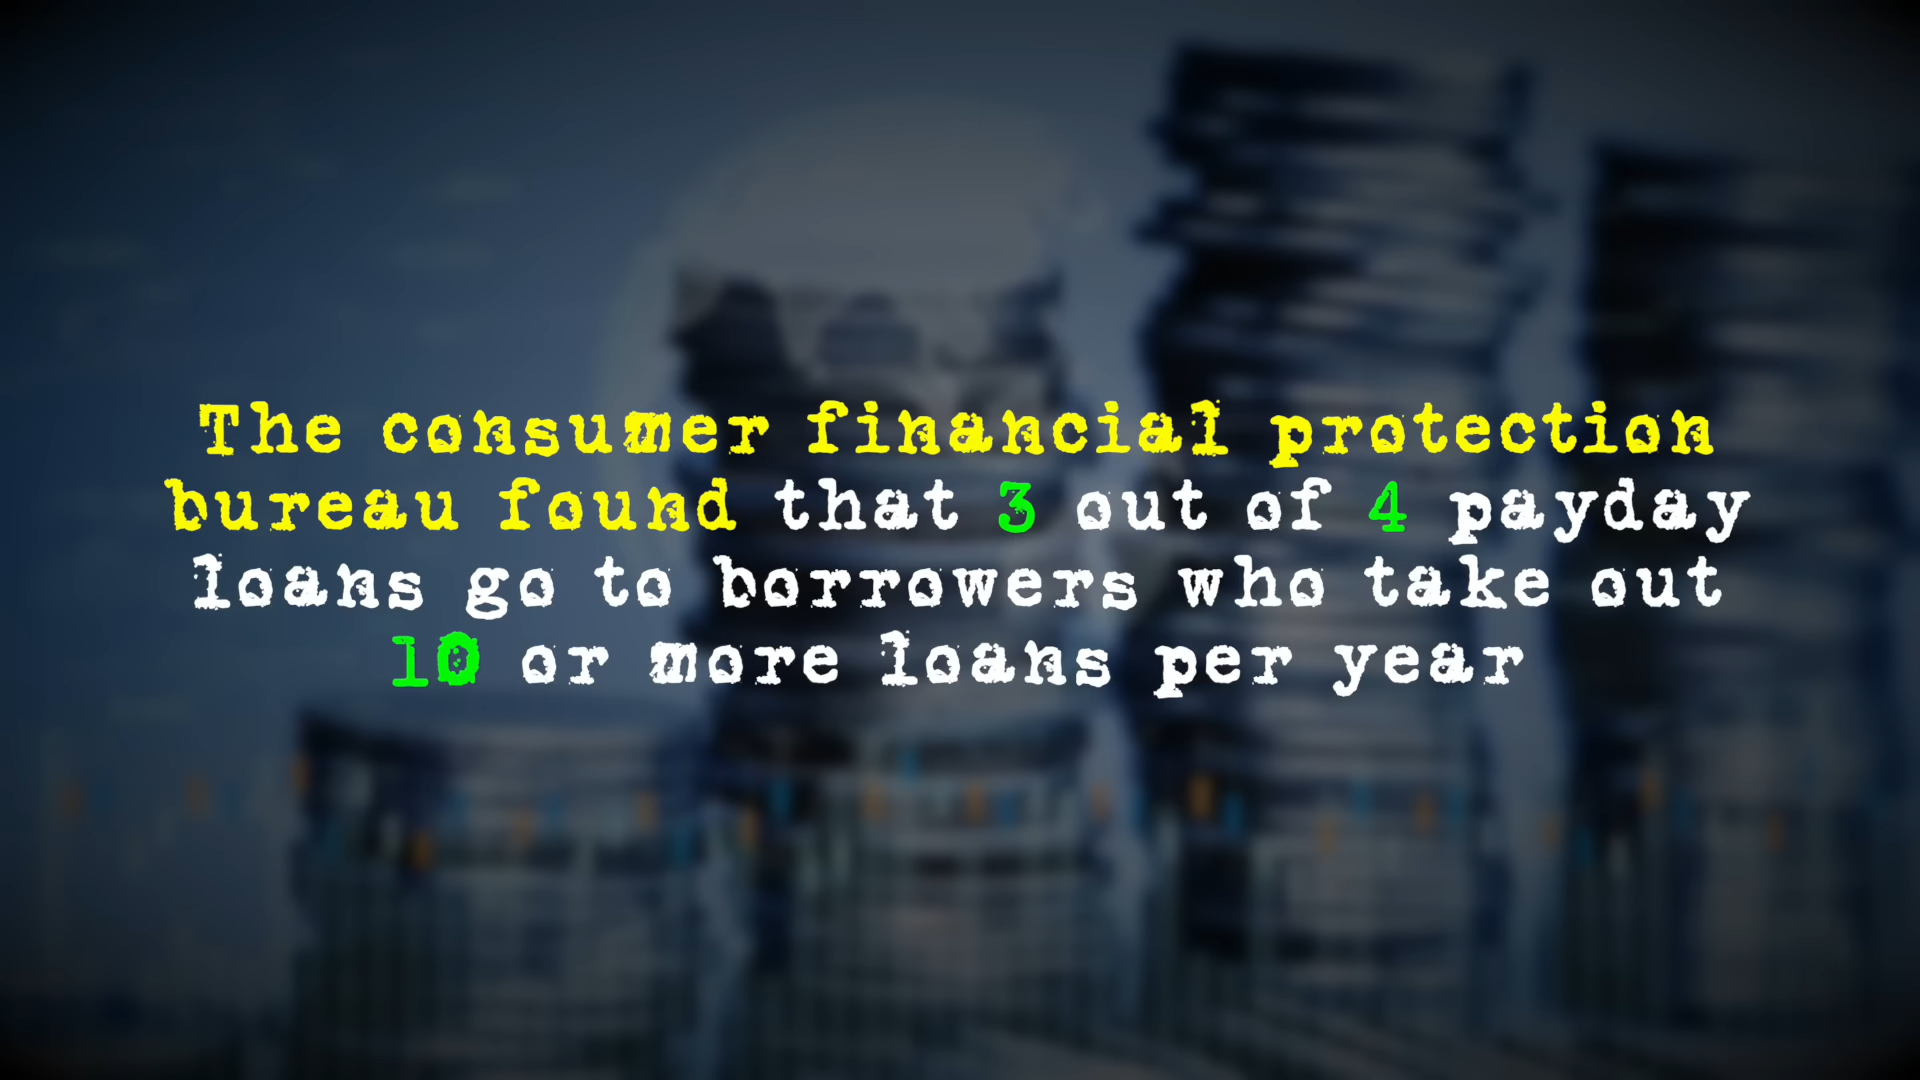 The consumer financial protection
bureau found that 3 out of 4 payday
loans go to borrowers who take out
10 or more loans per year